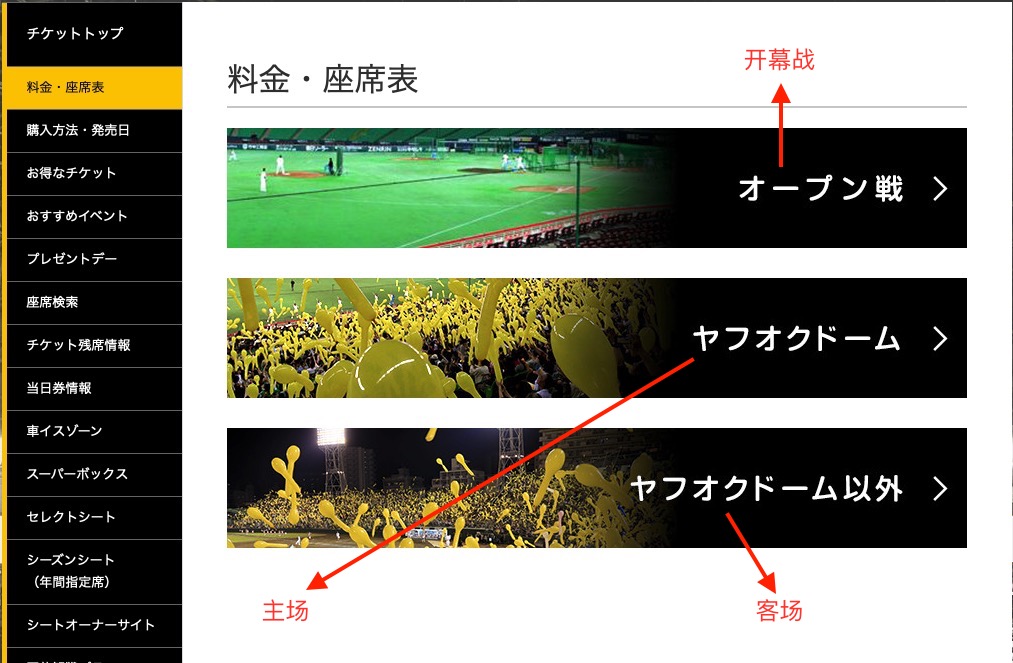 チケットトップ
料金・座席表
購入方法・発売日
お得なチケット
おすすめイベント
プレゼントデー
座席検索
チケット残席情報
当日券情報
車イスゾーン
スーパーボックス
セレクトシート
シーズンシート
（年間指定席）
シートオーナーサイト
料金・座席表
开幕战
オープン戦
ヤフオクドーム
ヤフオクドーム以外
主场
客场